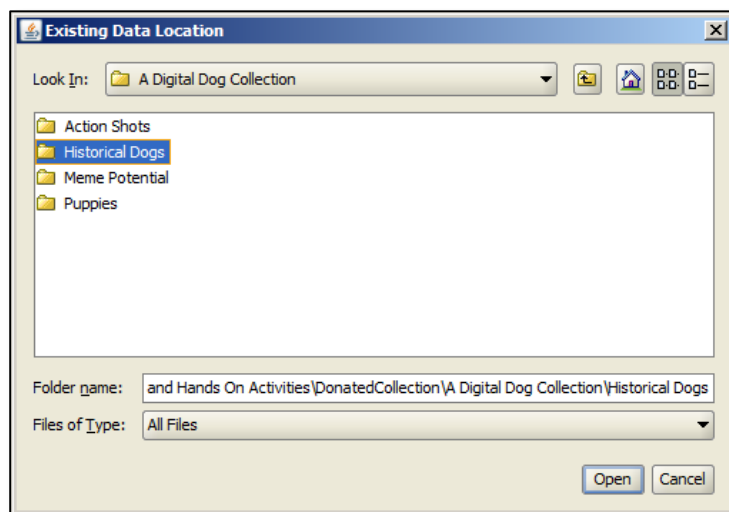 Existing Data Location
Look In: A Digital Dog Collection
Action Shots
Historical Dogs
Meme Potential
Puppies
Folder name: and Hands On Activities\DonatedCollection\A Digital Dog Collection\Historical Dogs
Files of Type: All Files
Open Cancel